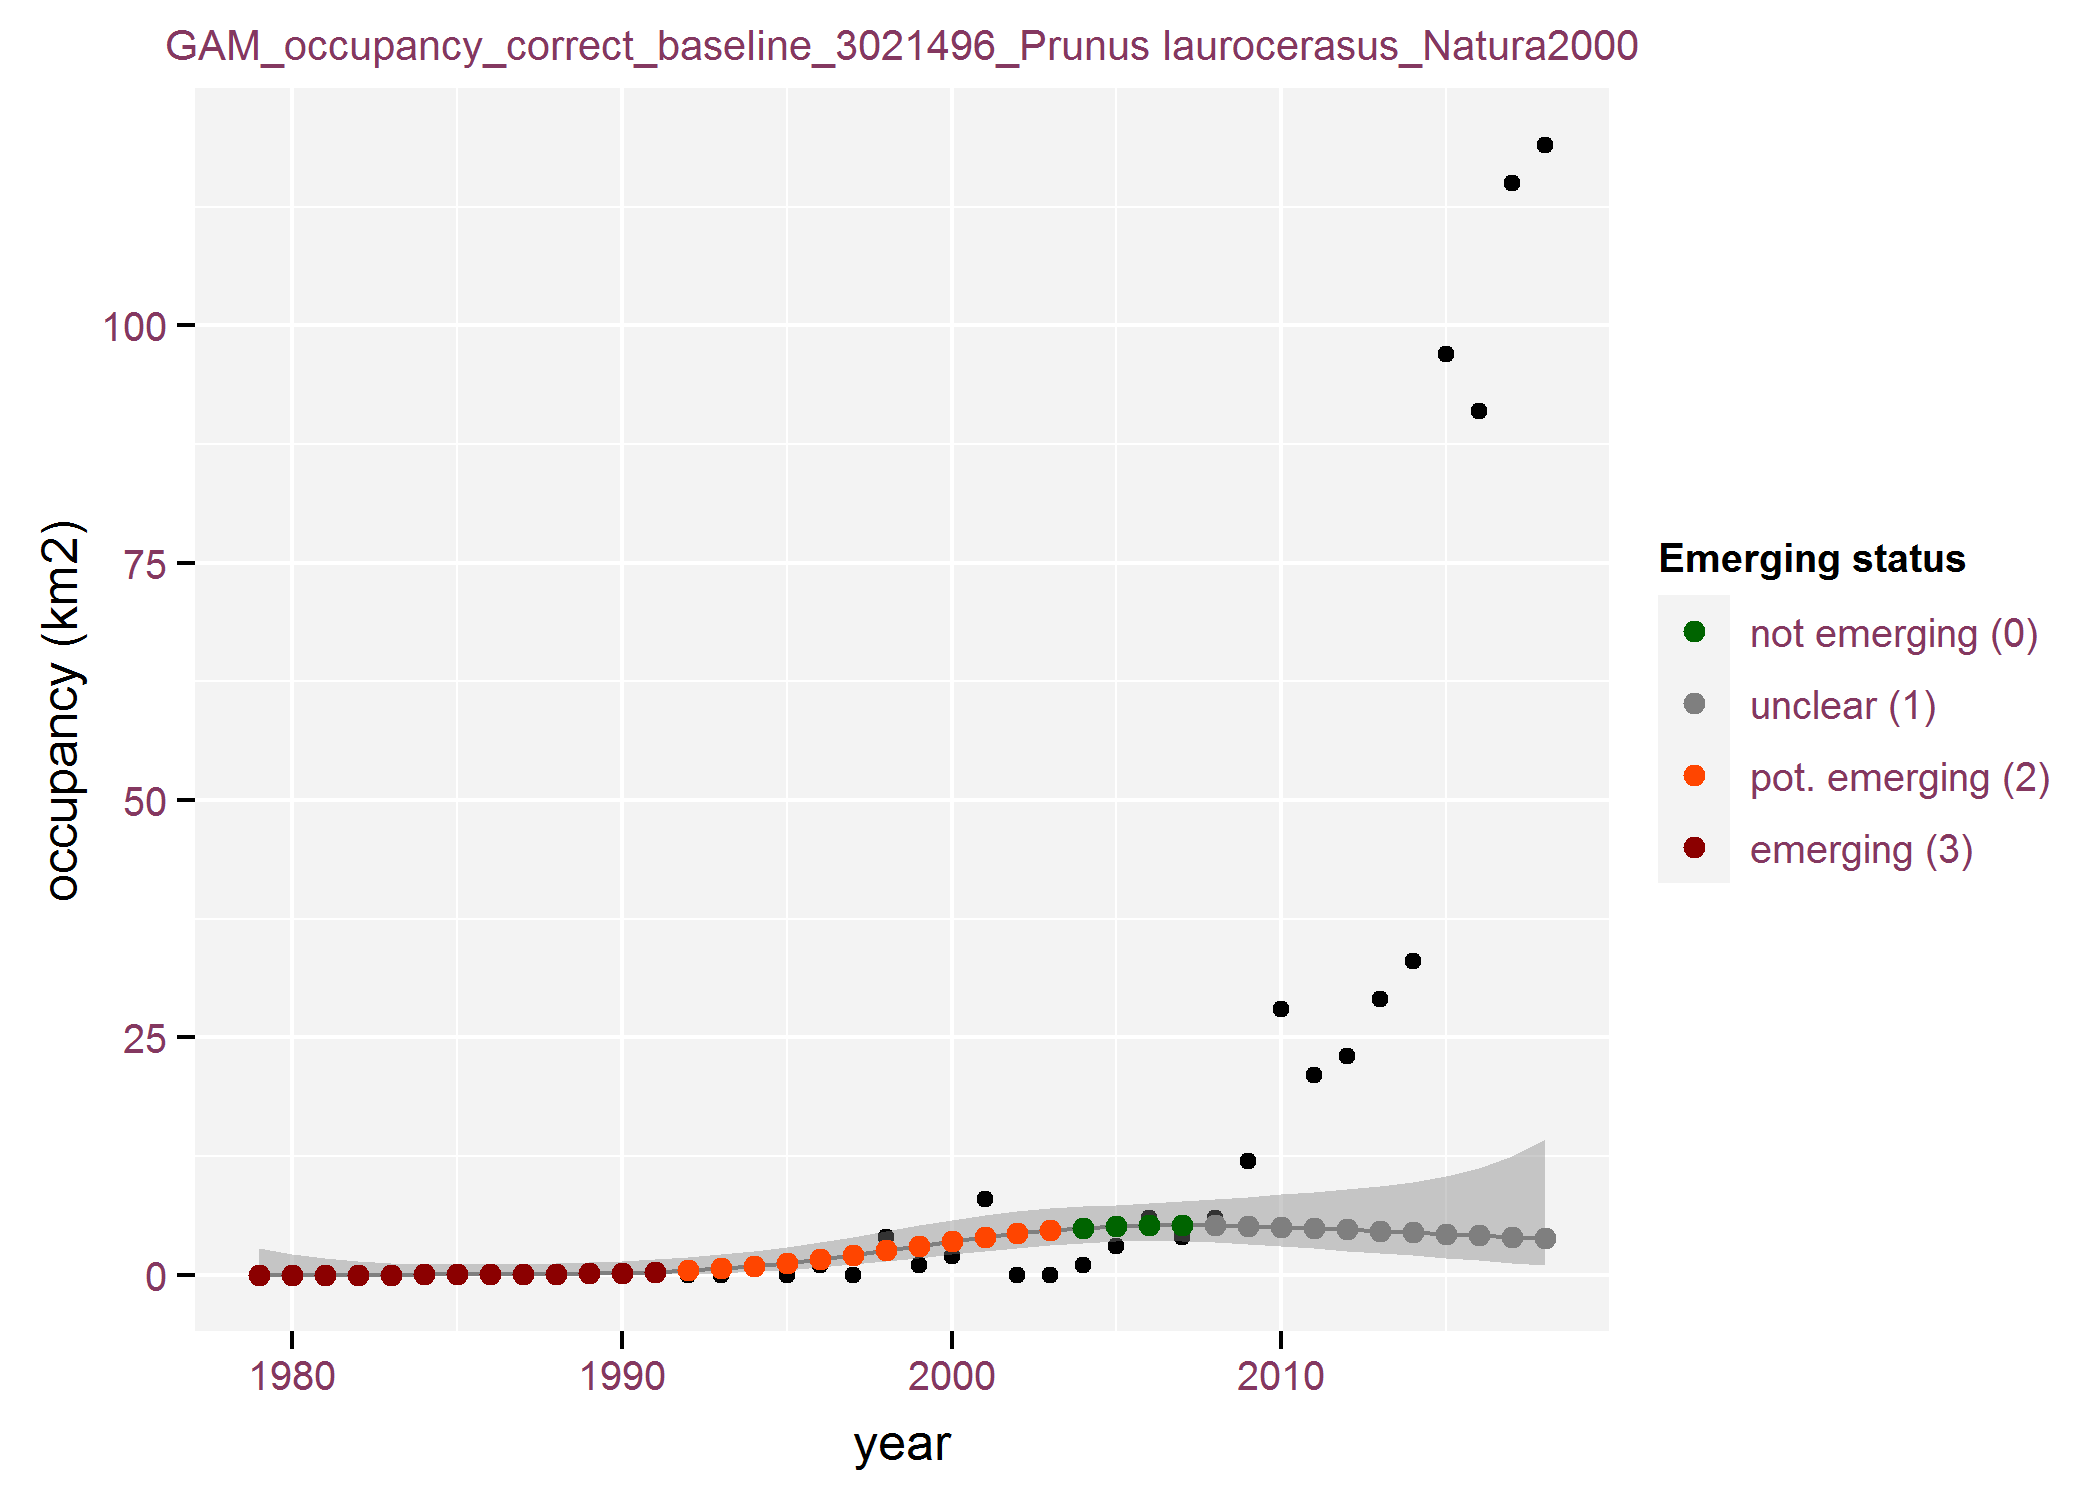 GAM_occupancy_correct_baseline_3021496_Prunus laurocerasus_Natura2000
occupancy (km2)
100
75
50
25
0
1980 1990 2000 2010
year
Emerging status
not emerging (0)
unclear (1)
pot. emerging (2)
emerging (3)